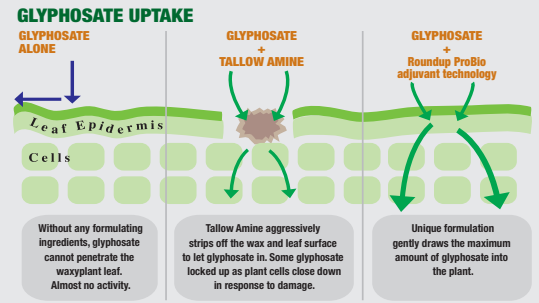 GLYPHOSATE UPTAKE
GLYPHOSATE
ALONE
GLYPHOSATE
+
TALLOW AMINE
GLYPHOSATE
+
Roundup ProBio
adjuvant technology
Leaf Epidermis
Cells
Without any formulating
ingredients, glyphosate
cannot penetrate the
waxyplant leaf.
Almost no activity.
Tallow Amine aggressively
strips off the wax and leaf surface
to let glyphosate in. Some glyphosate
locked up as plant cells close down
in response to damage.
Unique formulation
gently draws the maximum
amount of glyphosate into
the plant.